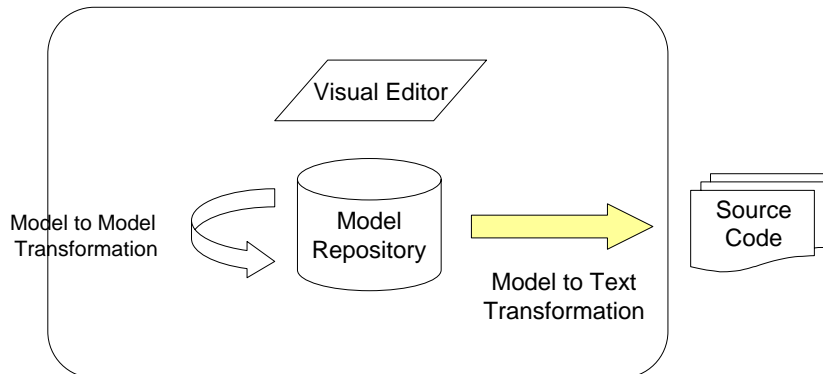 Visual Editor
Model to Model
Transformation
Model
Repository
Model to Text
Transformation
Source
Code